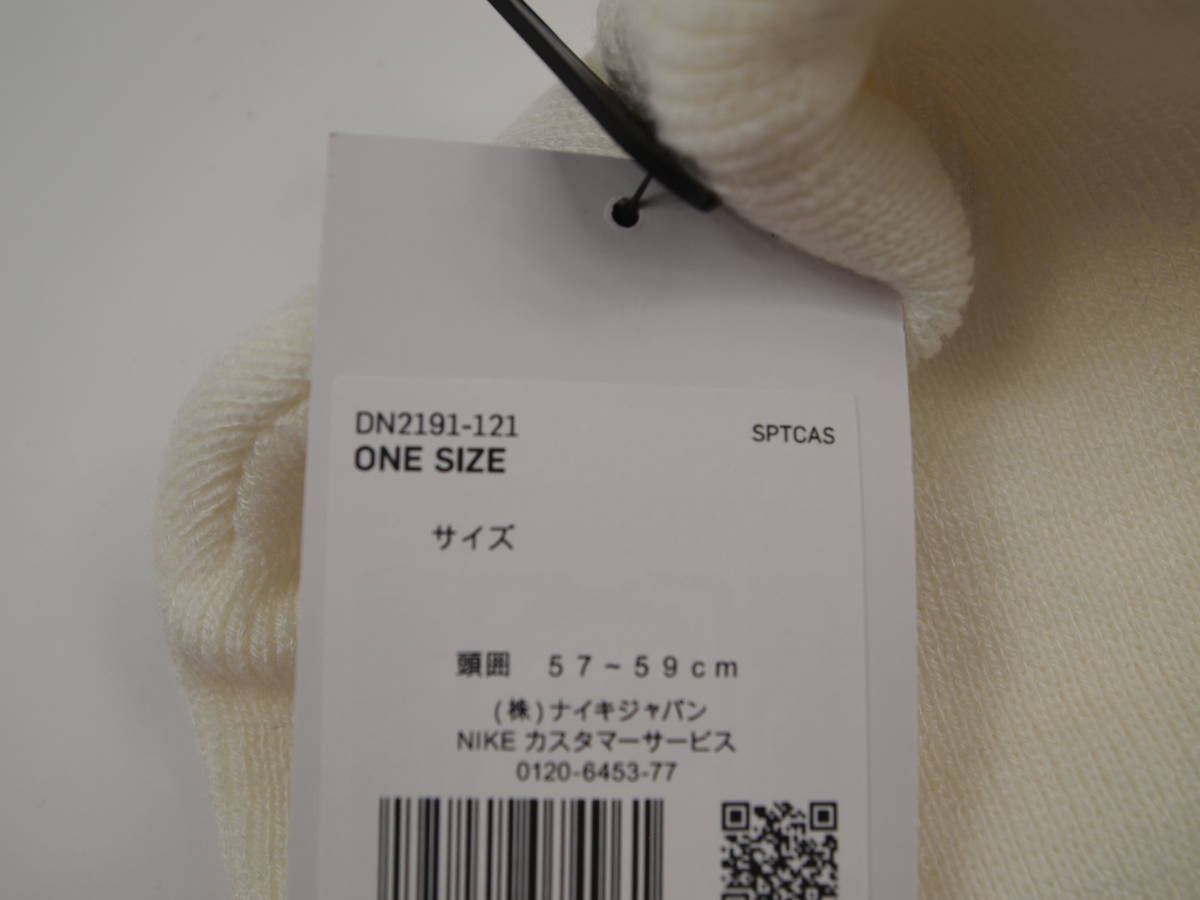 DN2191-121
SPTCAS
ONE SIZE
サイズ
頭囲 57~59cm
(株)ナイキジャパン
NIKE カスタマーサービス
0120-6453-77